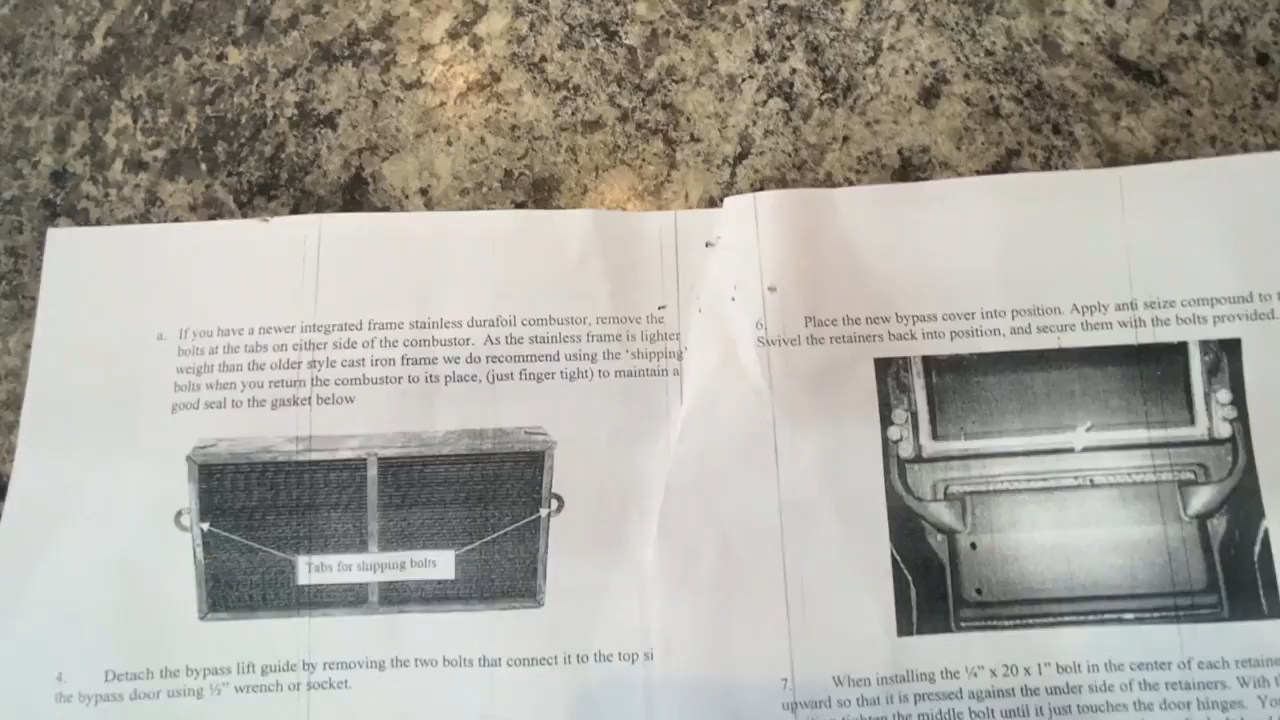 a. If you have a newer integrated frame stainless durafoil combustor, remove the
bolts at the tabs on either side of the combustor. As the stainless frame is lighter
weight than the older style cast iron frame we do recommend using the 'shipping'
bolts when you return the combustor to its place, (just finger tight) to maintain a
good seal to the gasket below
Tabs for shipping bolts
4. Detach the bypass lift guide by removing the two bolts that connect it to the top si
the bypass door using ½" wrench or socket.
6. Place the new bypass cover into position. Apply anti seize compound to
Swivel the retainers back into position, and secure them with the bolts provided.
7. When installing the ¼" x 20 x 1" bolt in the center of each retaine
upward so that it is pressed against the under side of the retainers. With
the middle bolt until it just touches the door hinges.